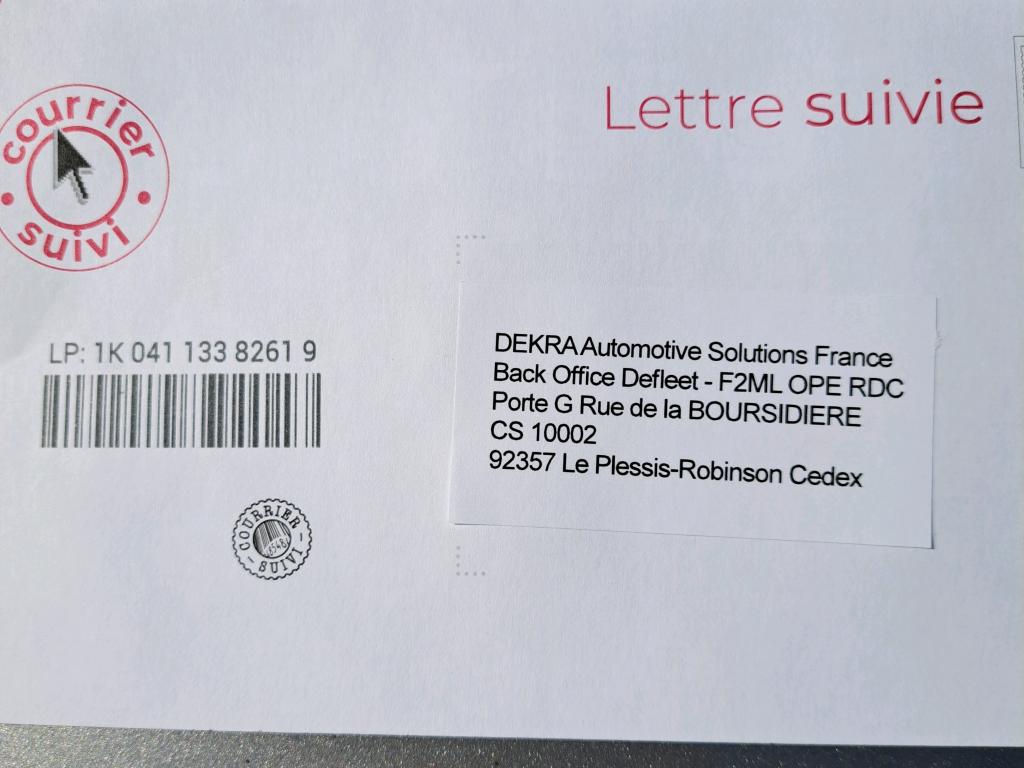 courrier
suivi
Lettre suivie
LP: 1K 041 133 8261 9
DEKRA Automotive Solutions France
Back Office Defleet - F2ML OPE RDC
Porte G Rue de la BOURSIDIERE
CS 10002
92357 Le Plessis-Robinson Cedex
COURRIER
SUIVI